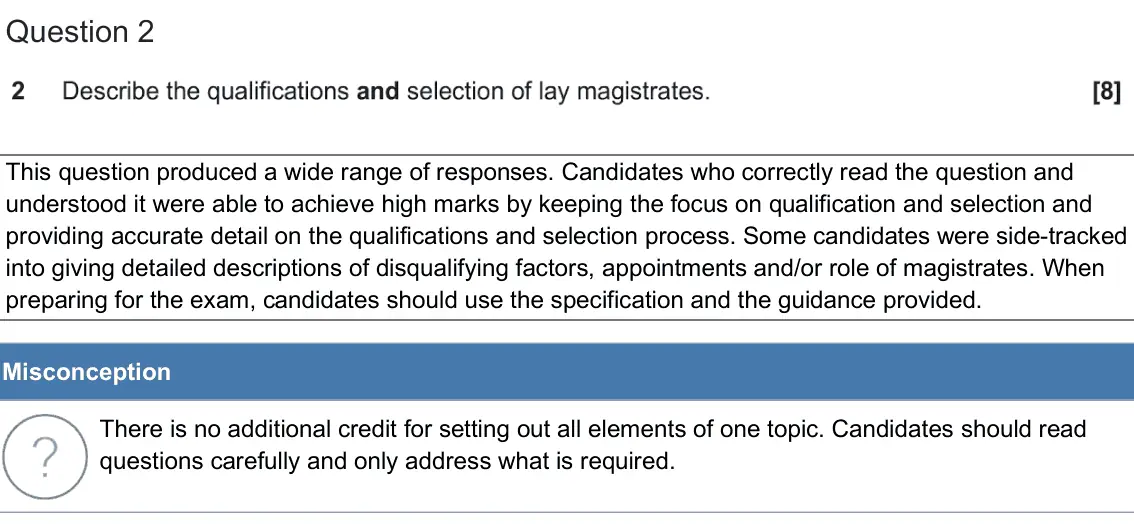 Question 2
2 Describe the qualifications and selection of lay magistrates. [8]
This question produced a wide range of responses. Candidates who correctly read the question and
understood it were able to achieve high marks by keeping the focus on qualification and selection and
providing accurate detail on the qualifications and selection process. Some candidates were side-tracked
into giving detailed descriptions of disqualifying factors, appointments and/or role of magistrates. When
preparing for the exam, candidates should use the specification and the guidance provided.
Misconception
?
There is no additional credit for setting out all elements of one topic. Candidates should read
questions carefully and only address what is required.